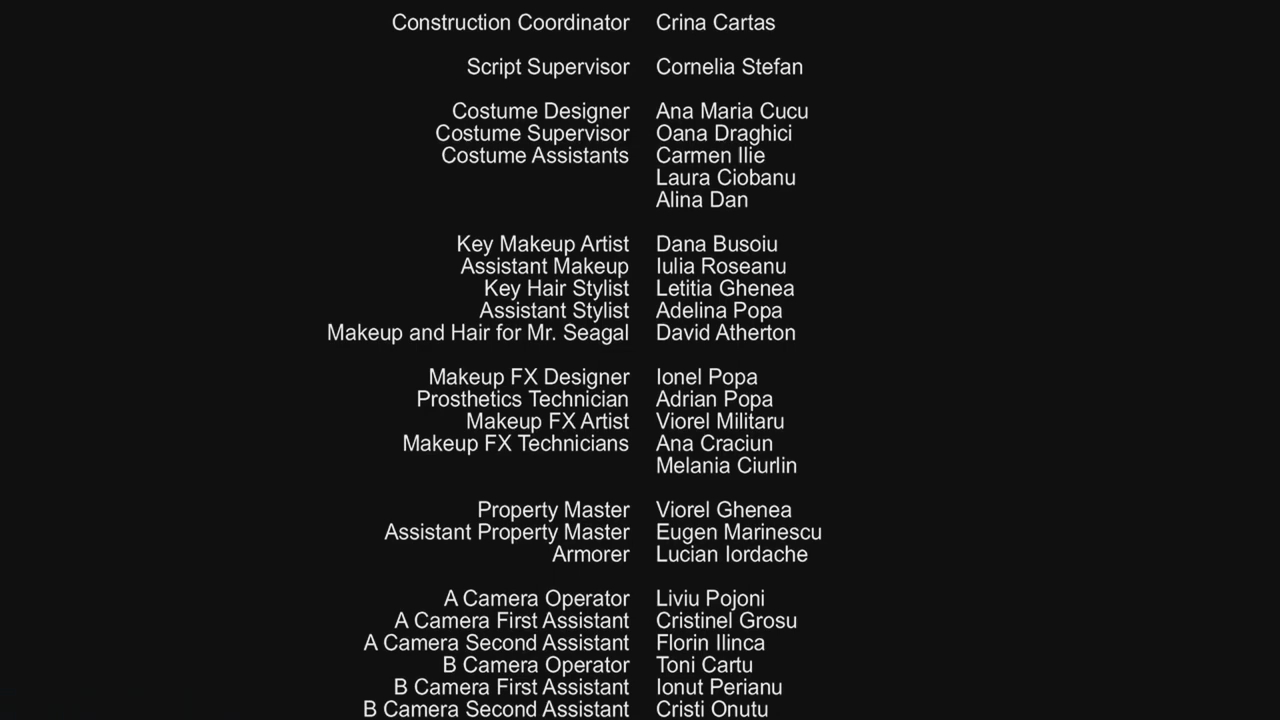 Construction Coordinator Crina Cartas
Script Supervisor Cornelia Stefan
Costume Designer Ana Maria Cucu
Costume Supervisor Oana Draghici
Costume Assistants Carmen Ilie
Laura Ciobanu
Alina Dan
Key Makeup Artist Dana Busoiu
Assistant Makeup Iulia Roseanu
Key Hair Stylist Letitia Ghenea
Assistant Stylist Adelina Popa
Makeup and Hair for Mr. Seagal David Atherton
Makeup FX Designer Ionel Popa
Prosthetics Technician Adrian Popa
Makeup FX Artist Viorel Militaru
Makeup FX Technicians Ana Craciun
Melania Ciurlin
Property Master Viorel Ghenea
Assistant Property Master Eugen Marinescu
Armorer Lucian Iordache
A Camera Operator Liviu Pojoni
A Camera First Assistant Cristinel Grosu
A Camera Second Assistant Florin Ilinca
B Camera Operator Toni Cartu
B Camera First Assistant Ionut Perianu
B Camera Second Assistant Cristi Onutu